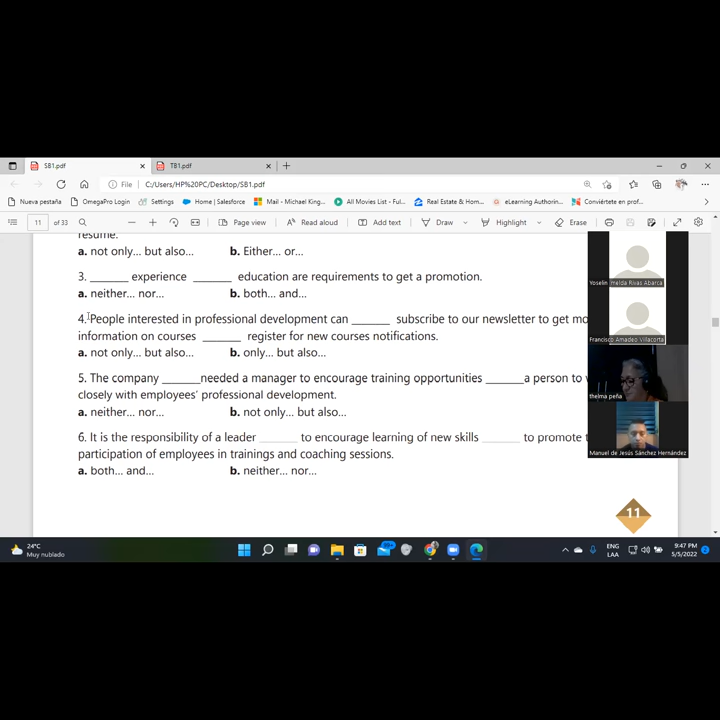 SB1.pdf
TB1.pdf
File
C:/Users/HP%20PC/Desktop/SB1.pdf
Nueva pestaña
OmegaPro Login
Settings
Home | Salesforce
Mail - Michael King...
All Movies List - Ful...
Real Estate & Hom...
eLearning Authorin...
Conviértete en prof...
11 of 33
Page view
Read aloud
Add text
Draw
Highlight
Erase
resume.
a. not only... but also... b. Either... or...
3. _______ experience _______ education are requirements to get a promotion.
a. neither... nor... b. both... and...
4. People interested in professional development can _______ subscribe to our newsletter to get mo
information on courses _______ register for new courses notifications.
a. not only... but also... b. only... but also...
5. The company _______needed a manager to encourage training opportunities _______a person to
closely with employees' professional development.
a. neither... nor... b. not only... but also...
6. It is the responsibility of a leader _______ to encourage learning of new skills _______ to promote
participation of employees in trainings and coaching sessions.
a. both... and... b. neither... nor...
11
Yoselin Imelda Rivas Abarca
Francisco Amadeo Villacorta
thelma peña
Manuel de Jesús Sánchez Hernández
24°C
Muy nublado
ENG
LAA
9:47 PM
5/5/2022